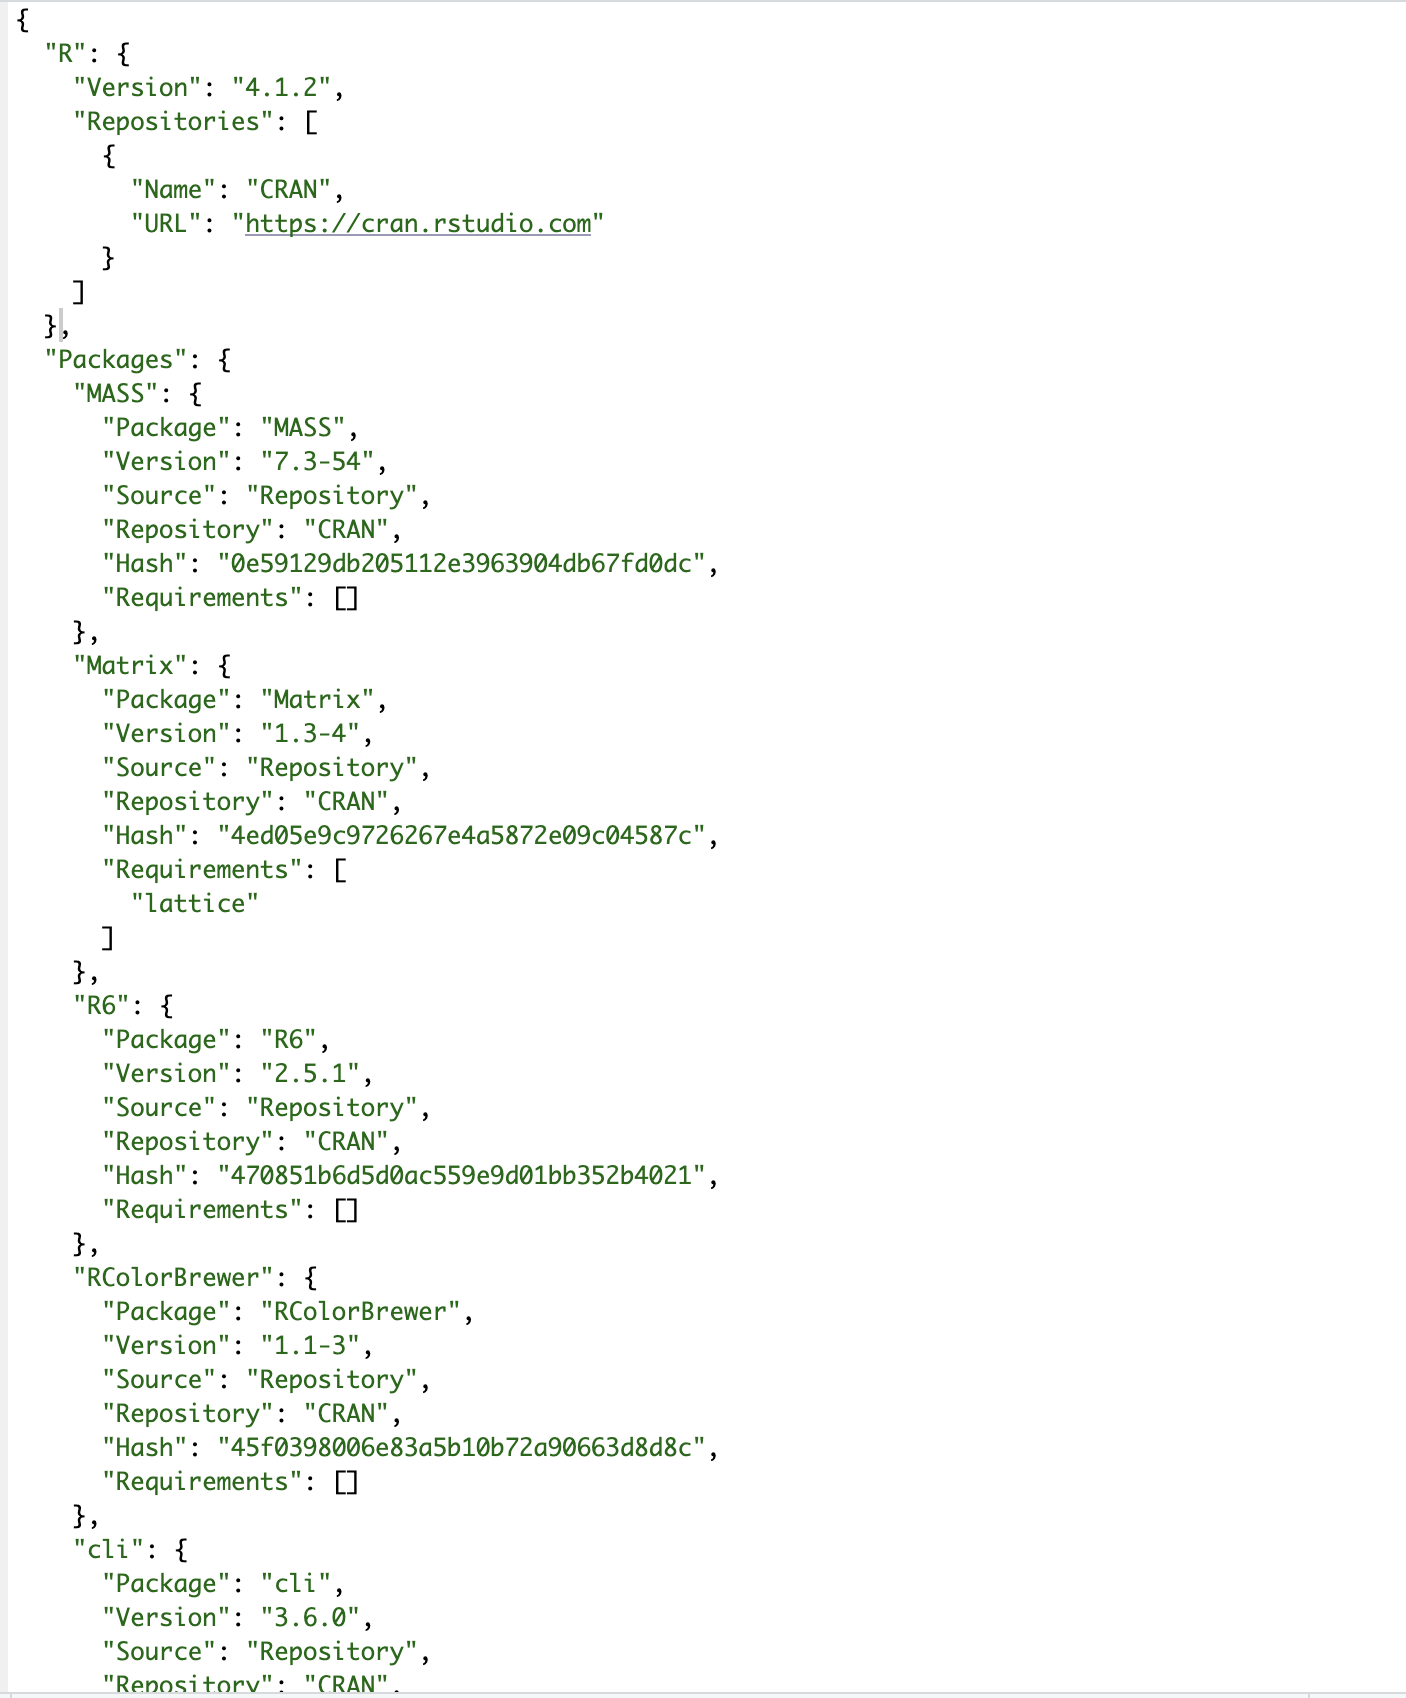 {
  "R": {
    "Version": "4.1.2",
    "Repositories": [
      {
        "Name": "CRAN",
        "URL": "https://cran.rstudio.com"
      }
    ]
  },
  "Packages": {
    "MASS": {
      "Package": "MASS",
      "Version": "7.3-54",
      "Source": "Repository",
      "Repository": "CRAN",
      "Hash": "0e59129db205112e3963904db67fd0dc",
      "Requirements": []
    },
    "Matrix": {
      "Package": "Matrix",
      "Version": "1.3-4",
      "Source": "Repository",
      "Repository": "CRAN",
      "Hash": "4ed05e9c9726267e4a5872e09c04587c",
      "Requirements": [
        "lattice"
      ]
    },
    "R6": {
      "Package": "R6",
      "Version": "2.5.1",
      "Source": "Repository",
      "Repository": "CRAN",
      "Hash": "470851b6d5d0ac559e9d01bb352b4021",
      "Requirements": []
    },
    "RColorBrewer": {
      "Package": "RColorBrewer",
      "Version": "1.1-3",
      "Source": "Repository",
      "Repository": "CRAN",
      "Hash": "45f0398006e83a5b10b72a90663d8d8c",
      "Requirements": []
    },
    "cli": {
      "Package": "cli",
      "Version": "3.6.0",
      "Source": "Repository",
      "Repository": "CRAN",